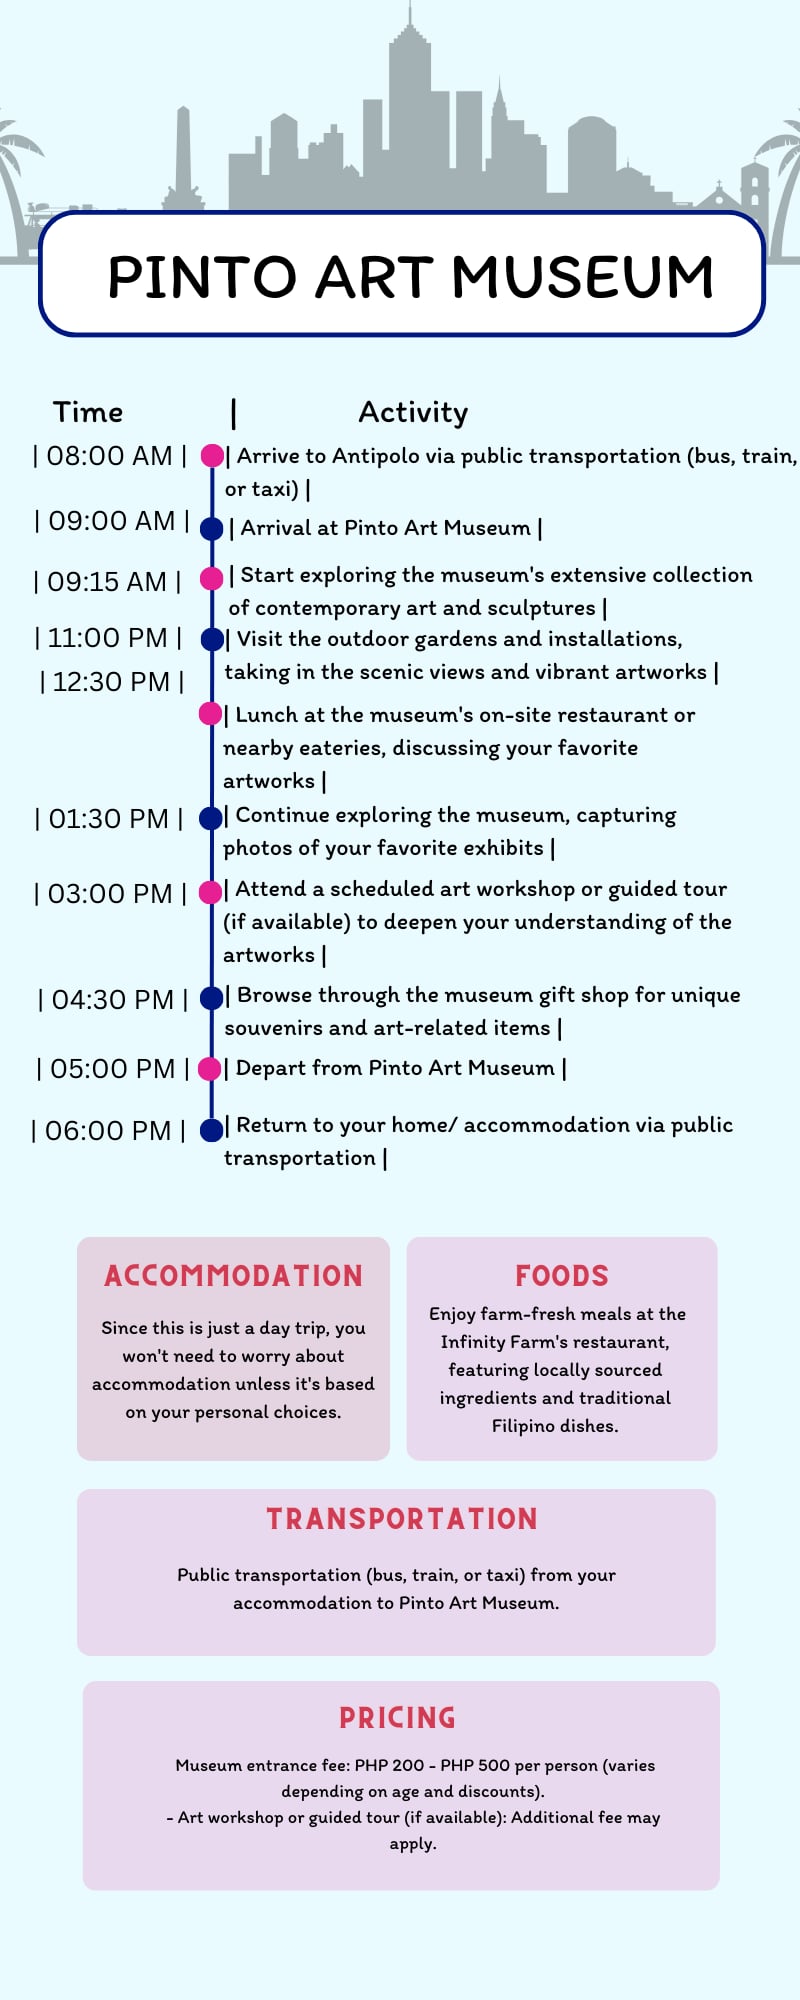 PINTO ART MUSEUM
Time | Activity
| 08:00 AM | | Arrive to Antipolo via public transportation (bus, train,
or taxi) |
| 09:00 AM | | Arrival at Pinto Art Museum |
| 09:15 AM | | Start exploring the museum's extensive collection
of contemporary art and sculptures |
| 11:00 PM | | Visit the outdoor gardens and installations,
taking in the scenic views and vibrant artworks |
| 12:30 PM |
| Lunch at the museum's on-site restaurant or
nearby eateries, discussing your favorite
artworks |
| 01:30 PM | | Continue exploring the museum, capturing
photos of your favorite exhibits |
| 03:00 PM | | Attend a scheduled art workshop or guided tour
(if available) to deepen your understanding of the
artworks |
| 04:30 PM | | Browse through the museum gift shop for unique
souvenirs and art-related items |
| 05:00 PM | | Depart from Pinto Art Museum |
| 06:00 PM | | Return to your home/ accommodation via public
transportation |
ACCOMMODATION
Since this is just a day trip, you
won't need to worry about
accommodation unless it's based
on your personal choices.
FOODS
Enjoy farm-fresh meals at the
Infinity Farm's restaurant,
featuring locally sourced
ingredients and traditional
Filipino dishes.
TRANSPORTATION
Public transportation (bus, train, or taxi) from your
accommodation to Pinto Art Museum.
PRICING
Museum entrance fee: PHP 200 - PHP 500 per person (varies
depending on age and discounts).
- Art workshop or guided tour (if available): Additional fee may
apply.